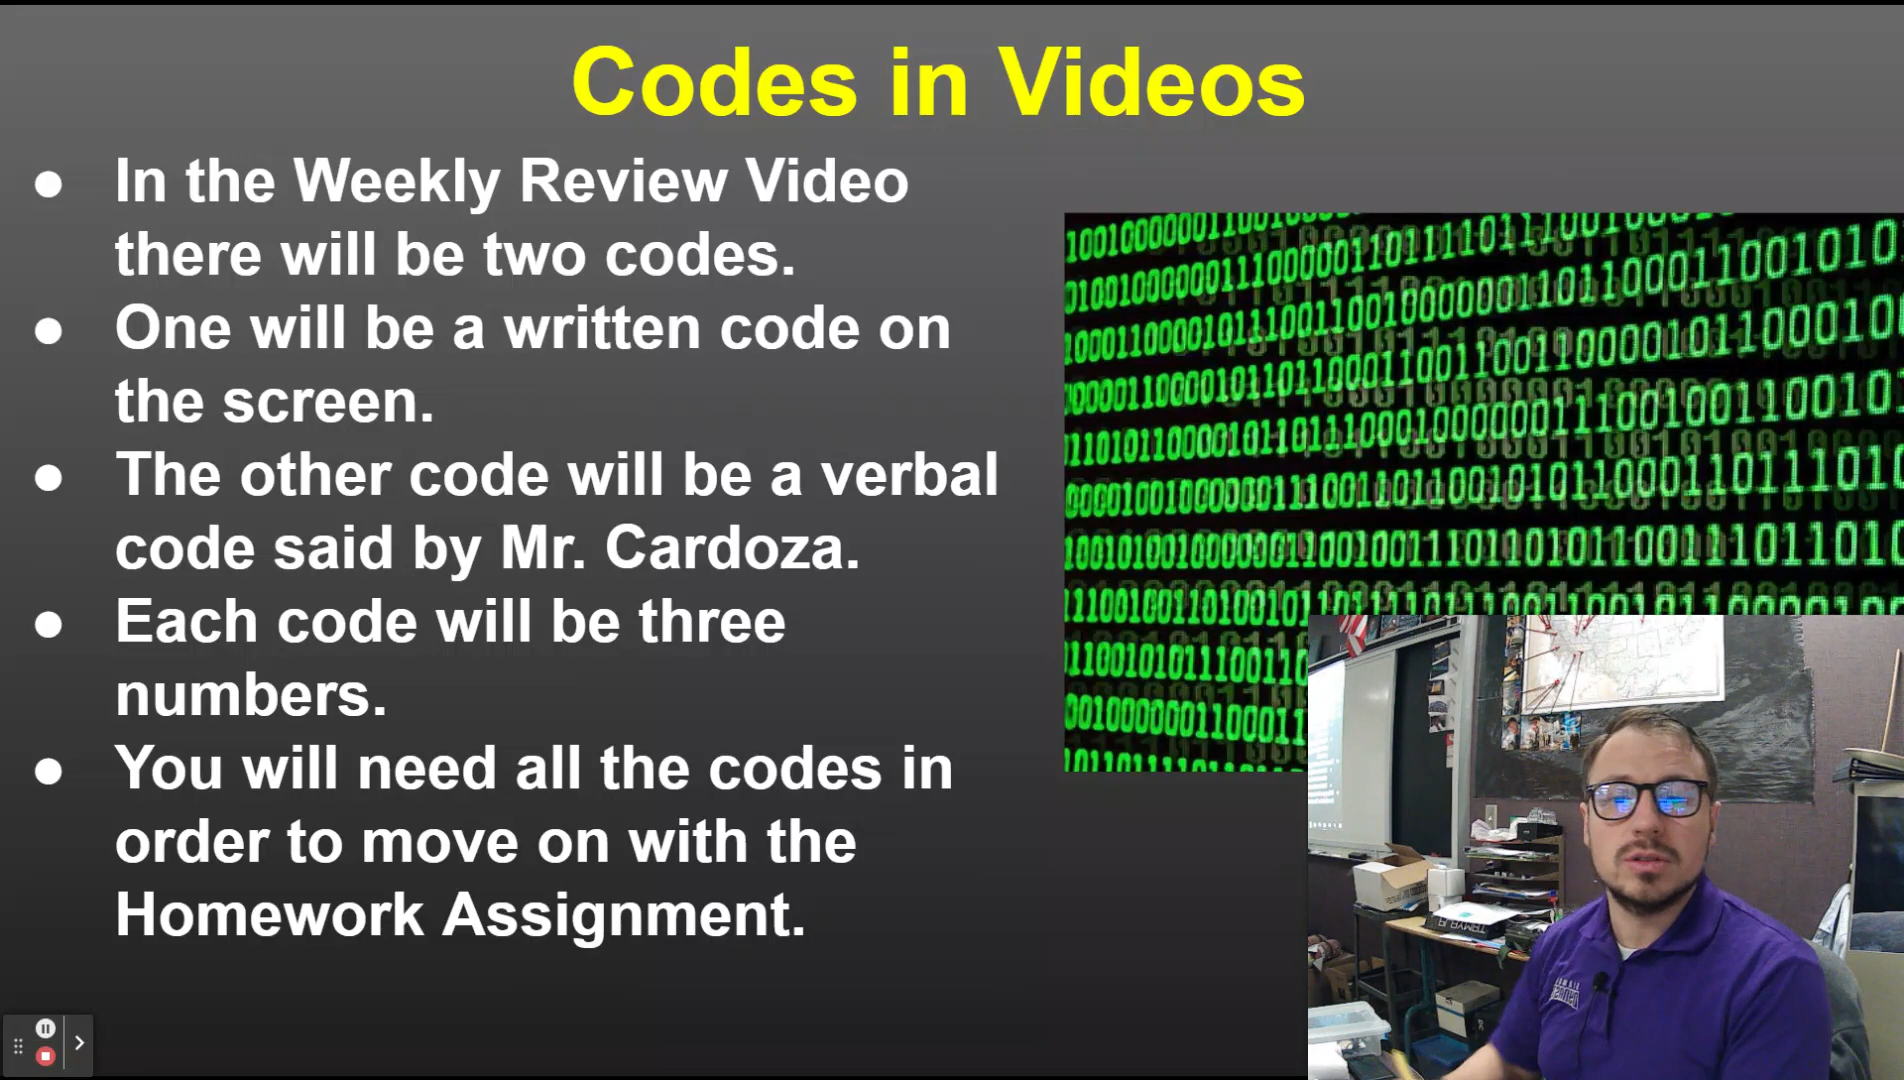 Codes in Videos
● In the Weekly Review Video
there will be two codes.
● One will be a written code on
the screen.
● The other code will be a verbal
code said by Mr. Cardoza.
● Each code will be three
numbers.
● You will need all the codes in
order to move on with the
Homework Assignment.